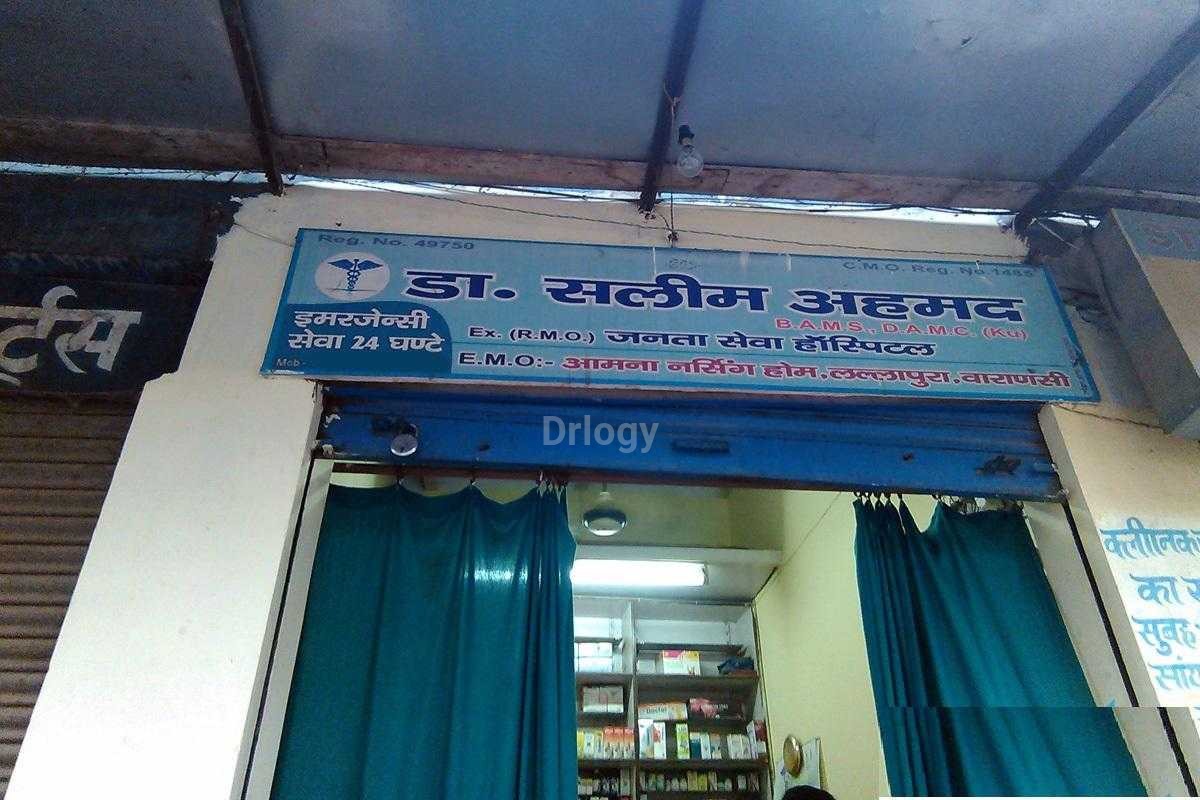 Reg. No. 49750
C.M.O. Reg. No.1485
डा. सलीम अहमद
B.A.M.S., D.A.M.C. (Ku)
इमरजेन्सी
सेवा 24 घण्टे
Mob-
Ex. (R.M.O.) जनता सेवा हॉस्पिटल
E.M.O:- आमना नर्सिंग होम,लल्लापुरा,वाराणसी
Drlogy
क्लीनिक
का
सुबह